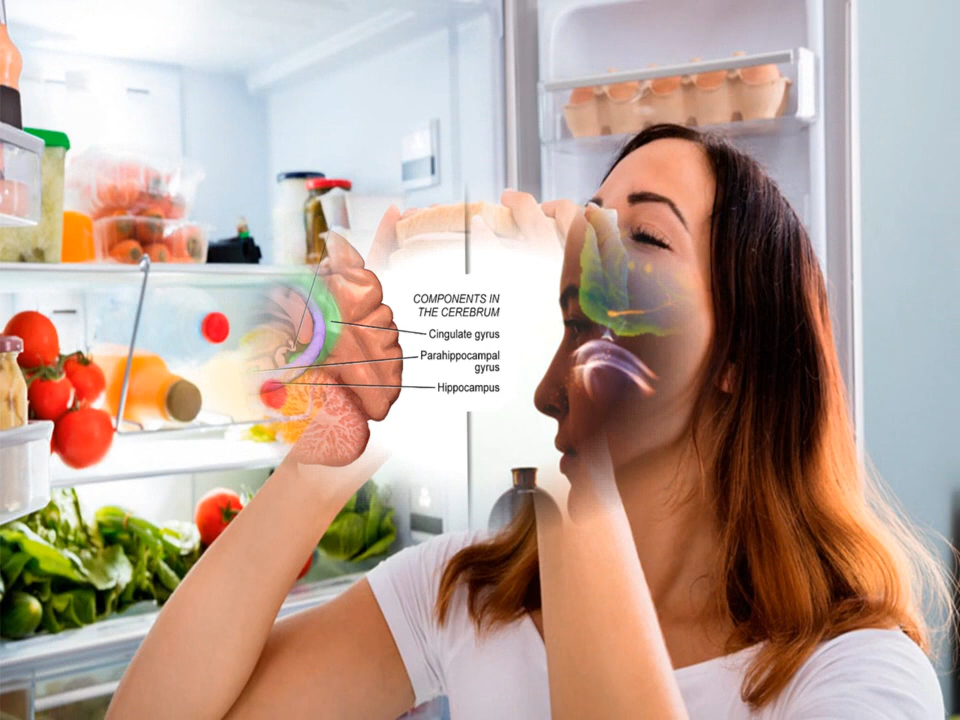 COMPONENTS IN
THE CEREBRUM
Cingulate gyrus
Parahippocampal
gyrus
Hippocampus